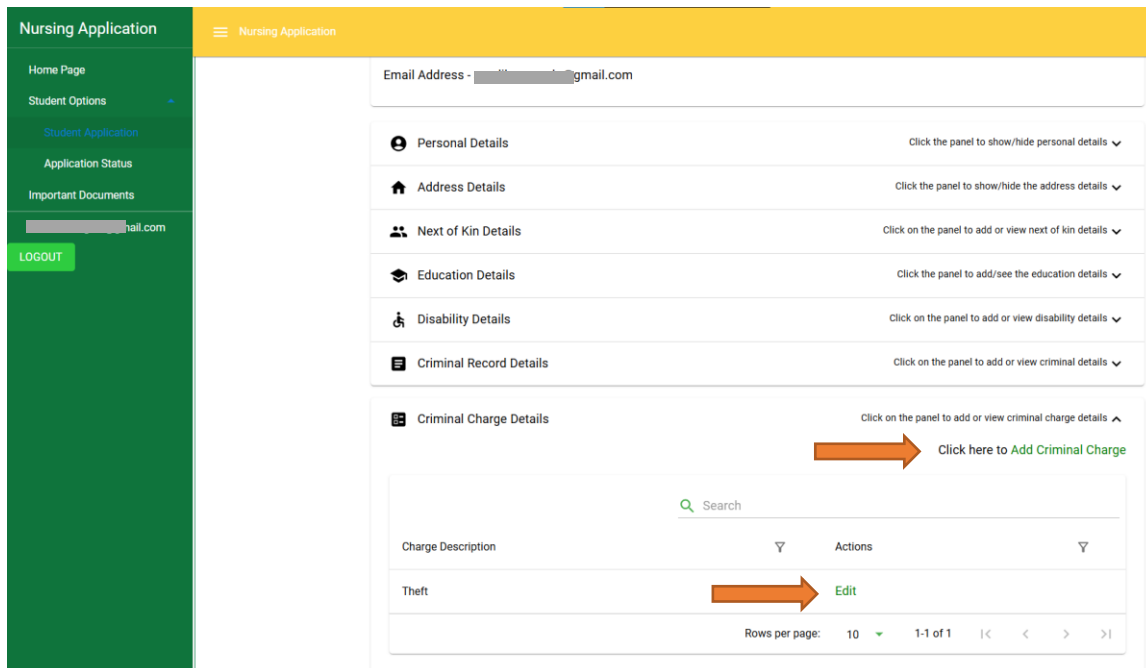 Nursing Application
Nursing Application
Home Page
Student Options
Student Application
Application Status
Important Documents
hail.com
LOGOUT
Email Address - @gmail.com
Personal Details Click the panel to show/hide personal details
Address Details Click the panel to show/hide the address details
Next of Kin Details Click on the panel to add or view next of kin details
Education Details Click the panel to add/see the education details
Disability Details Click on the panel to add or view disability details
Criminal Record Details Click on the panel to add or view criminal details
Criminal Charge Details Click on the panel to add or view criminal charge details
Click here to Add Criminal Charge
Search
Charge Description Actions
Theft Edit
Rows per page: 10 1-1 of 1